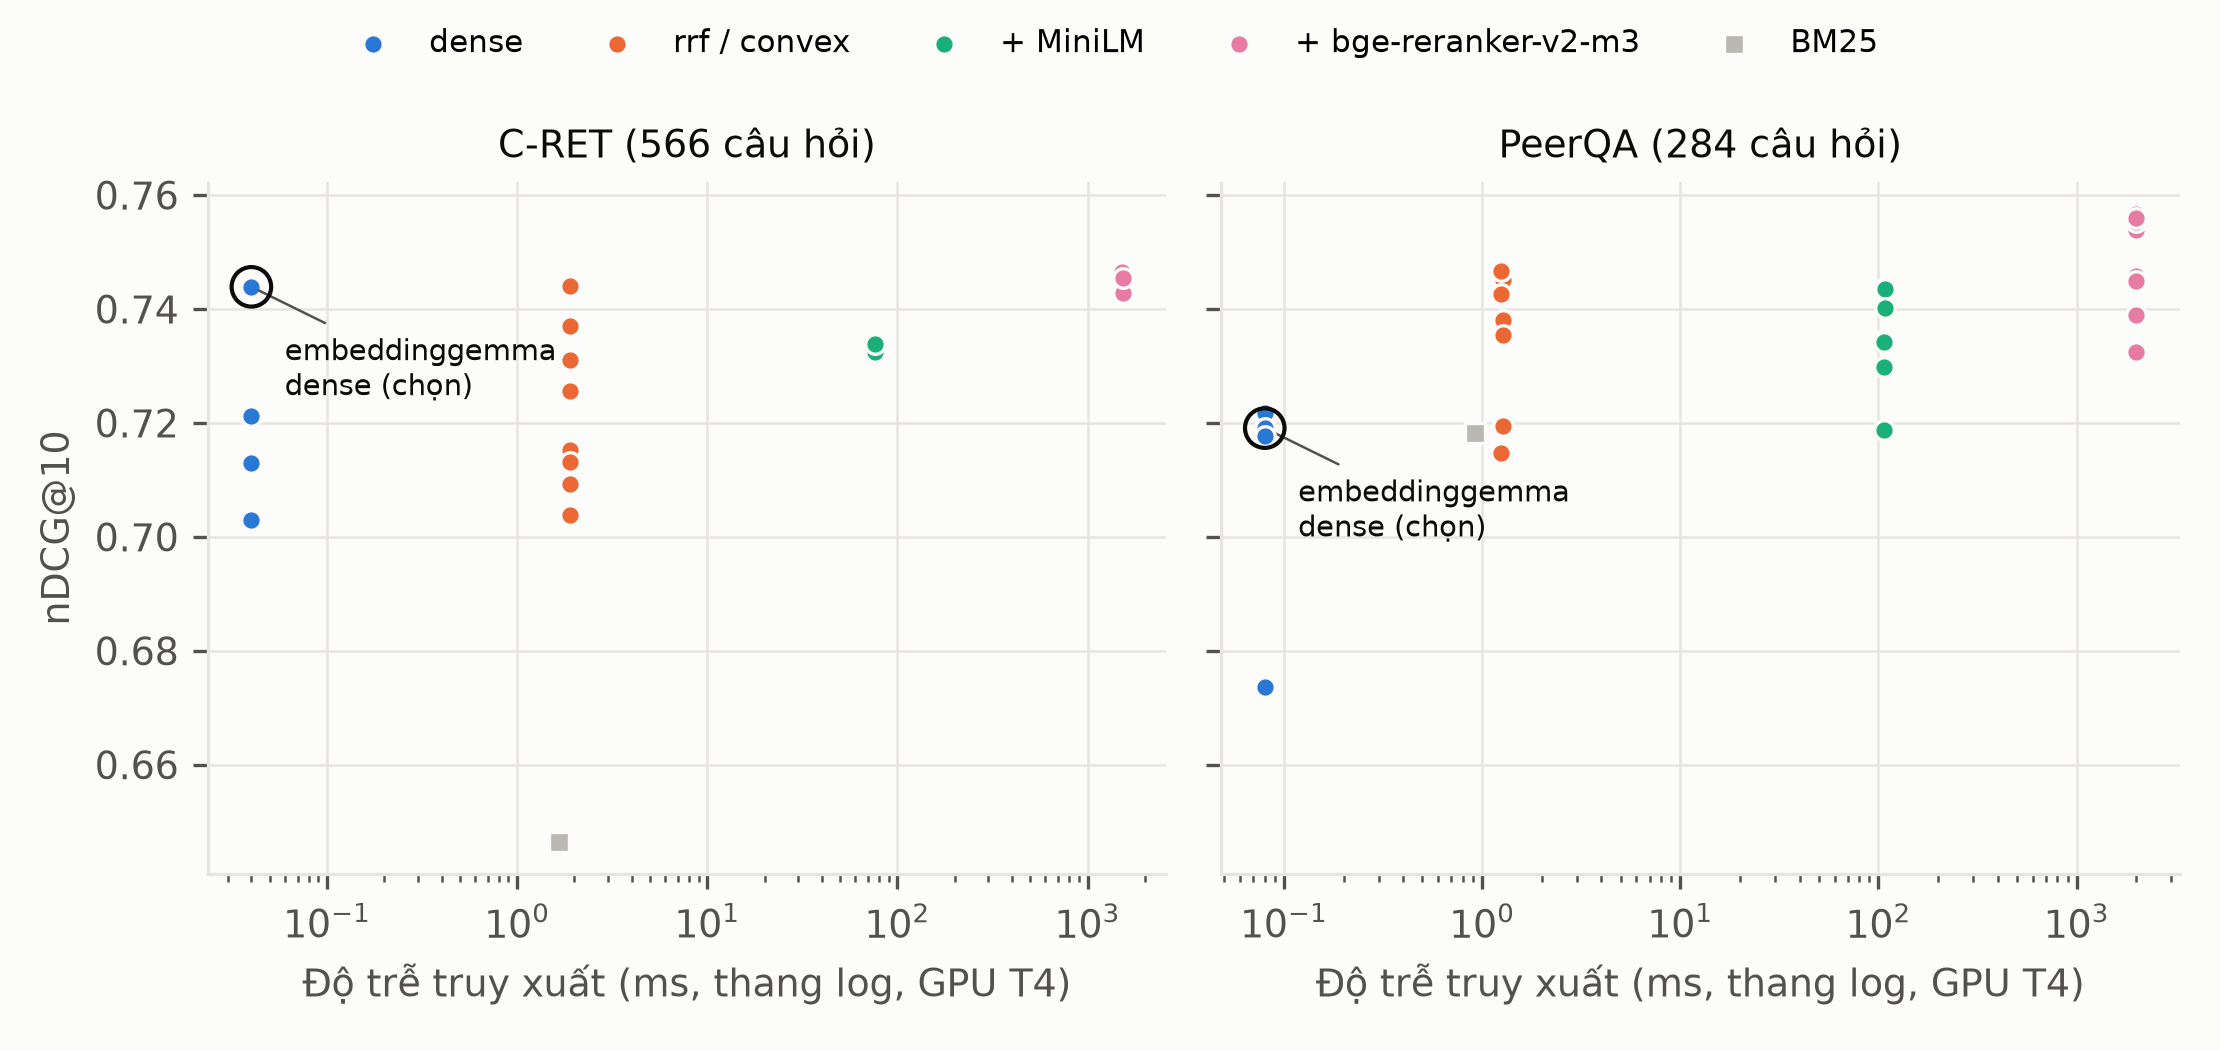 dense rrf / convex + MiniLM + bge-reranker-v2-m3 BM25
C-RET (566 câu hỏi)
0.76
0.74
0.72
0.70
0.68
0.66
nDCG@10
embeddinggemma
dense (chọn)
10⁻¹ 10⁰ 10¹ 10² 10³
Độ trễ truy xuất (ms, thang log, GPU T4)
PeerQA (284 câu hỏi)
embeddinggemma
dense (chọn)
10⁻¹ 10⁰ 10¹ 10² 10³
Độ trễ truy xuất (ms, thang log, GPU T4)